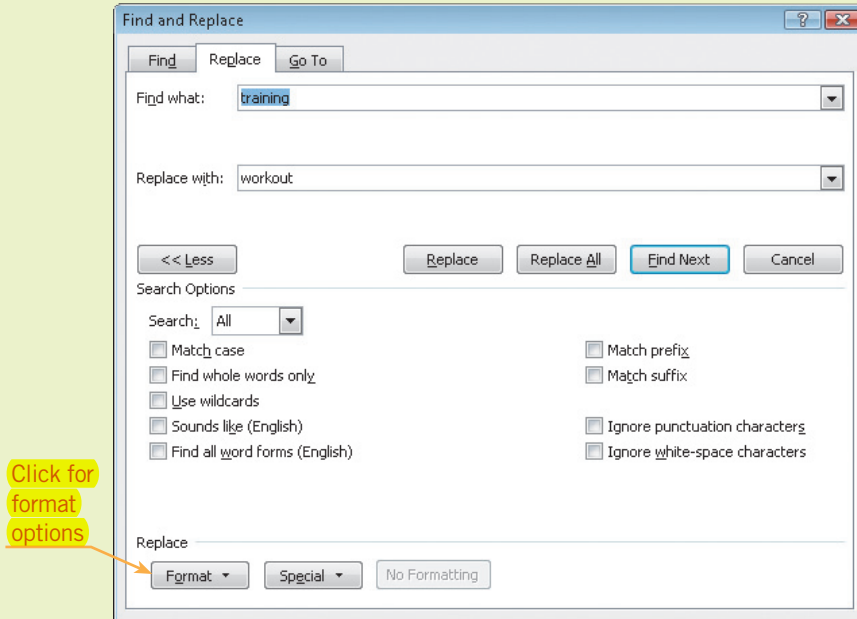 Find and Replace
Find Replace Go To
Find what: training
Replace with: workout
<< Less Replace Replace All Find Next Cancel
Search Options
Search: All
Match case Match prefix
Find whole words only Match suffix
Use wildcards
Sounds like (English) Ignore punctuation characters
Find all word forms (English) Ignore white-space characters
Click for
format
options
Replace
Format Special No Formatting